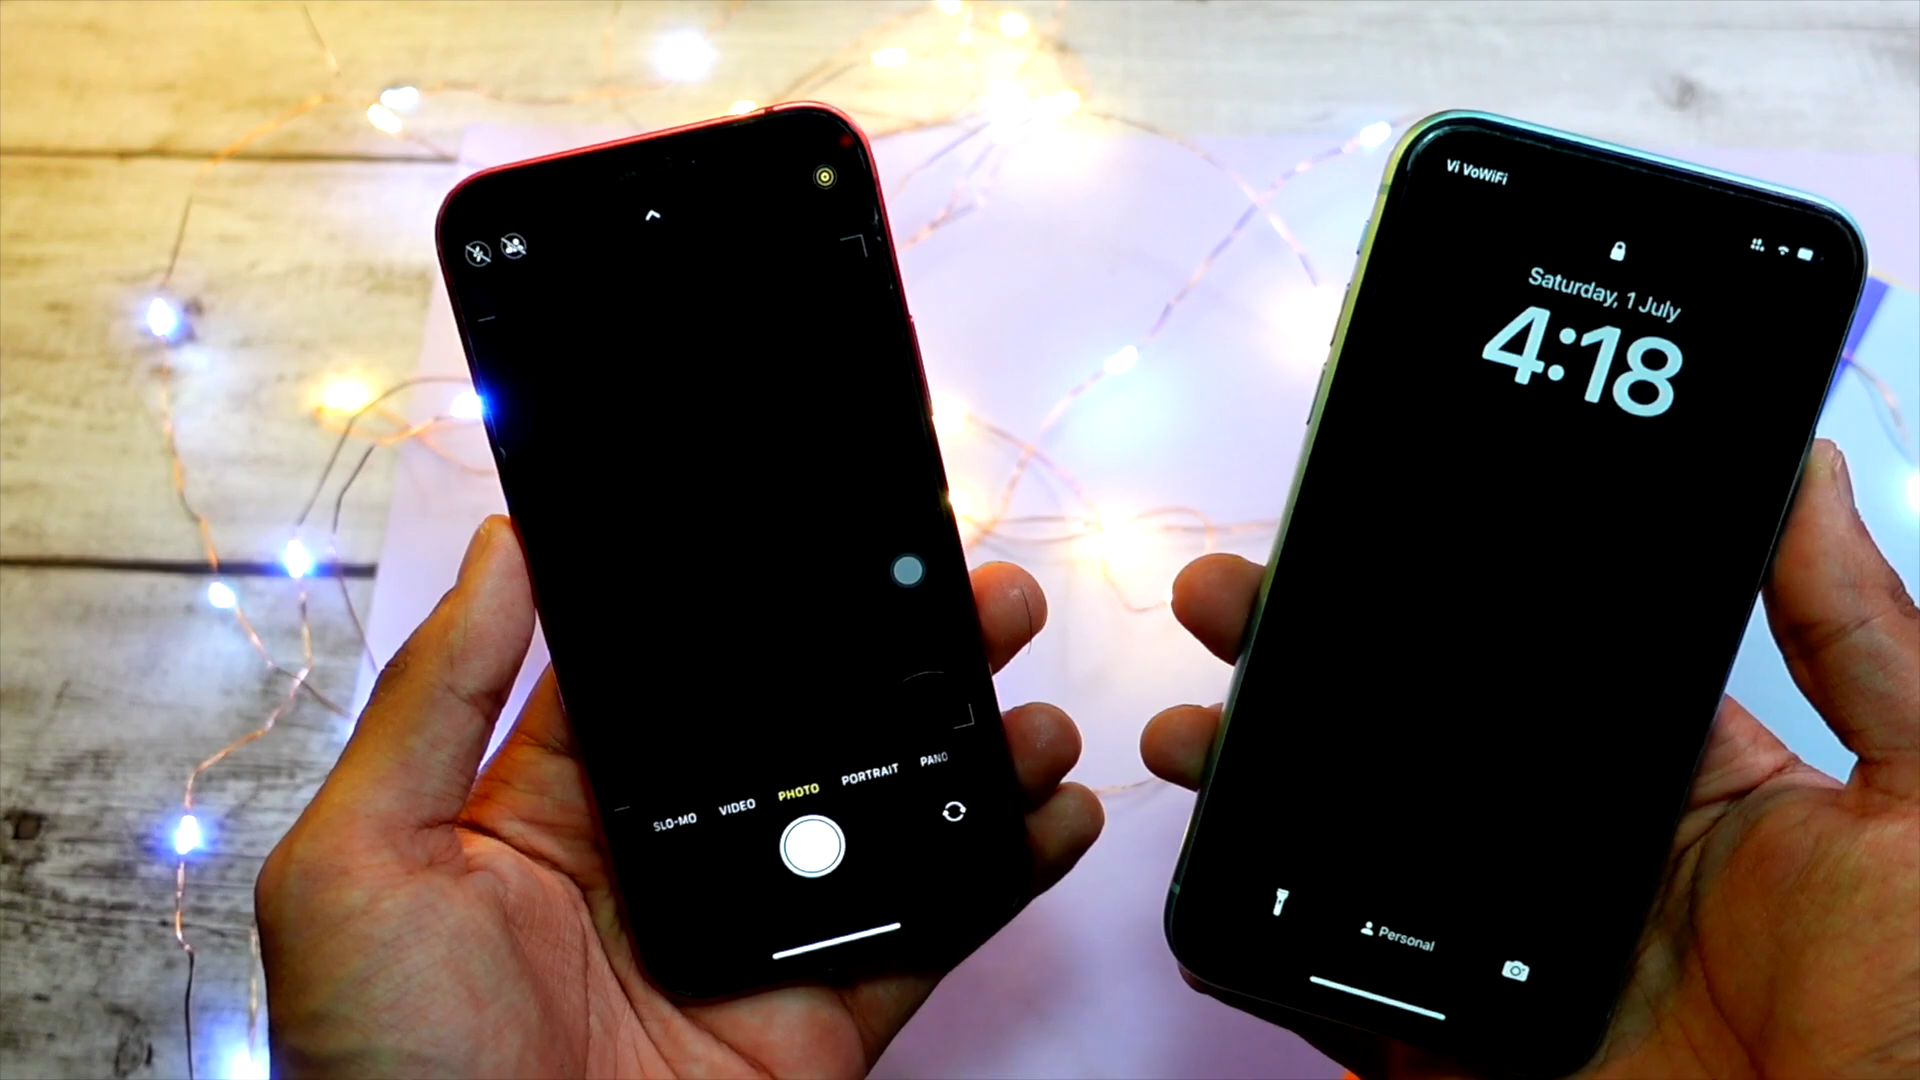 SLO-MO VIDEO PHOTO PORTRAIT PANO
Vi VoWiFi
Saturday, 1 July
4:18
Personal